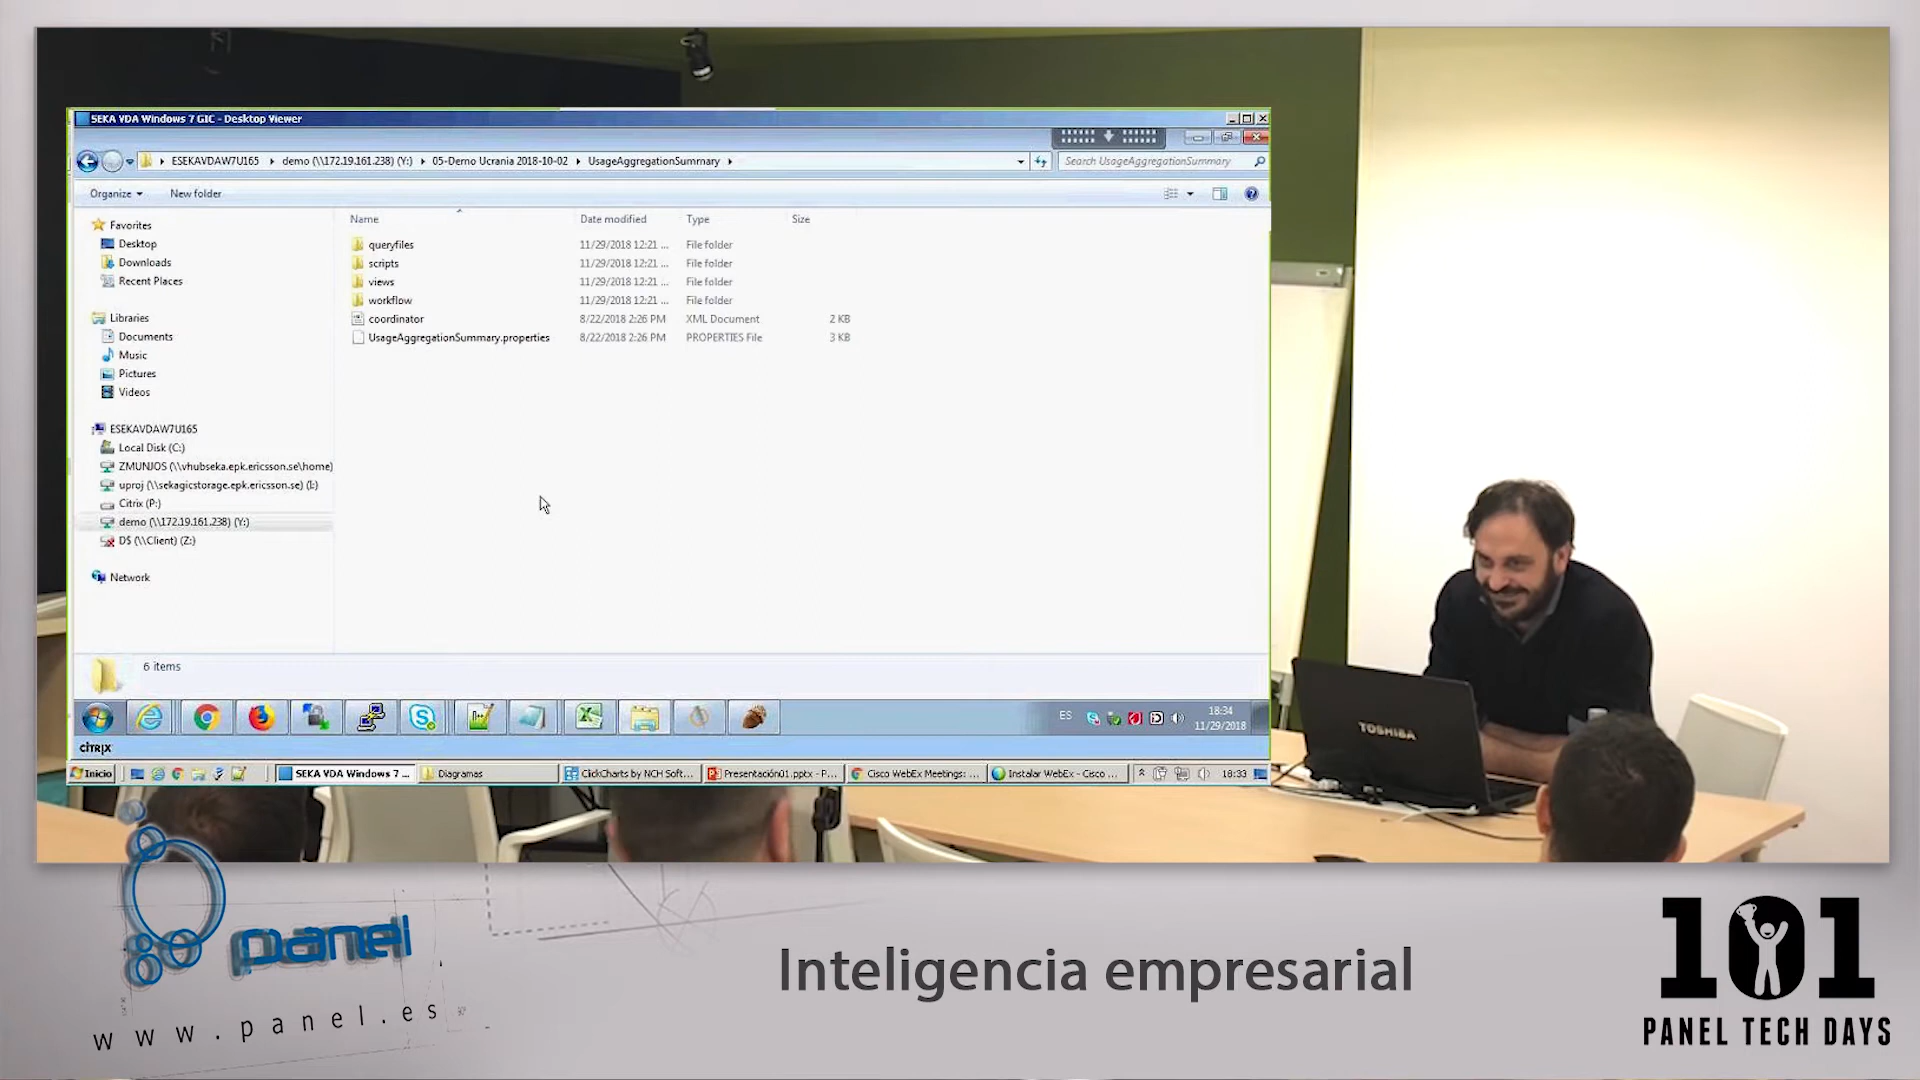 SEKA VDA Windows 7 GIC - Desktop Viewer
ESEKAVDAW7U165 demo (\\172.19.161.238) (Y:) 05-Demo Ucrania 2018-10-02 UsageAggregationSummary
Search UsageAggregationSummary
Organize New folder
Name Date modified Type Size
Favorites
Desktop
Downloads
Recent Places
Libraries
Documents
Music
Pictures
Videos
ESEKAVDAW7U165
Local Disk (C:)
ZMUNJOS (\\vhubseka.epk.ericsson.se\home)
uproj (\\sekagicstorage.epk.ericsson.se) (I:)
Citrix (P:)
demo (\\172.19.161.238) (Y:)
D$ (\\Client) (Z:)
Network
queryfiles 11/29/2018 12:21 ... File folder
scripts 11/29/2018 12:21 ... File folder
views 11/29/2018 12:21 ... File folder
workflow 11/29/2018 12:21 ... File folder
coordinator 8/22/2018 2:26 PM XML Document 2 KB
UsageAggregationSummary.properties 8/22/2018 2:26 PM PROPERTIES File 3 KB
6 items
ES
18:34
11/29/2018
CITRIX
Inicio
SEKA VDA Windows 7 ...
Diagramas
ClickCharts by NCH Soft...
Presentación01.pptx - P...
Cisco WebEx Meetings: ...
Instalar WebEx - Cisco ...
18:33
TOSHIBA
panel
www.panel.es
Inteligencia empresarial
101
PANEL TECH DAYS